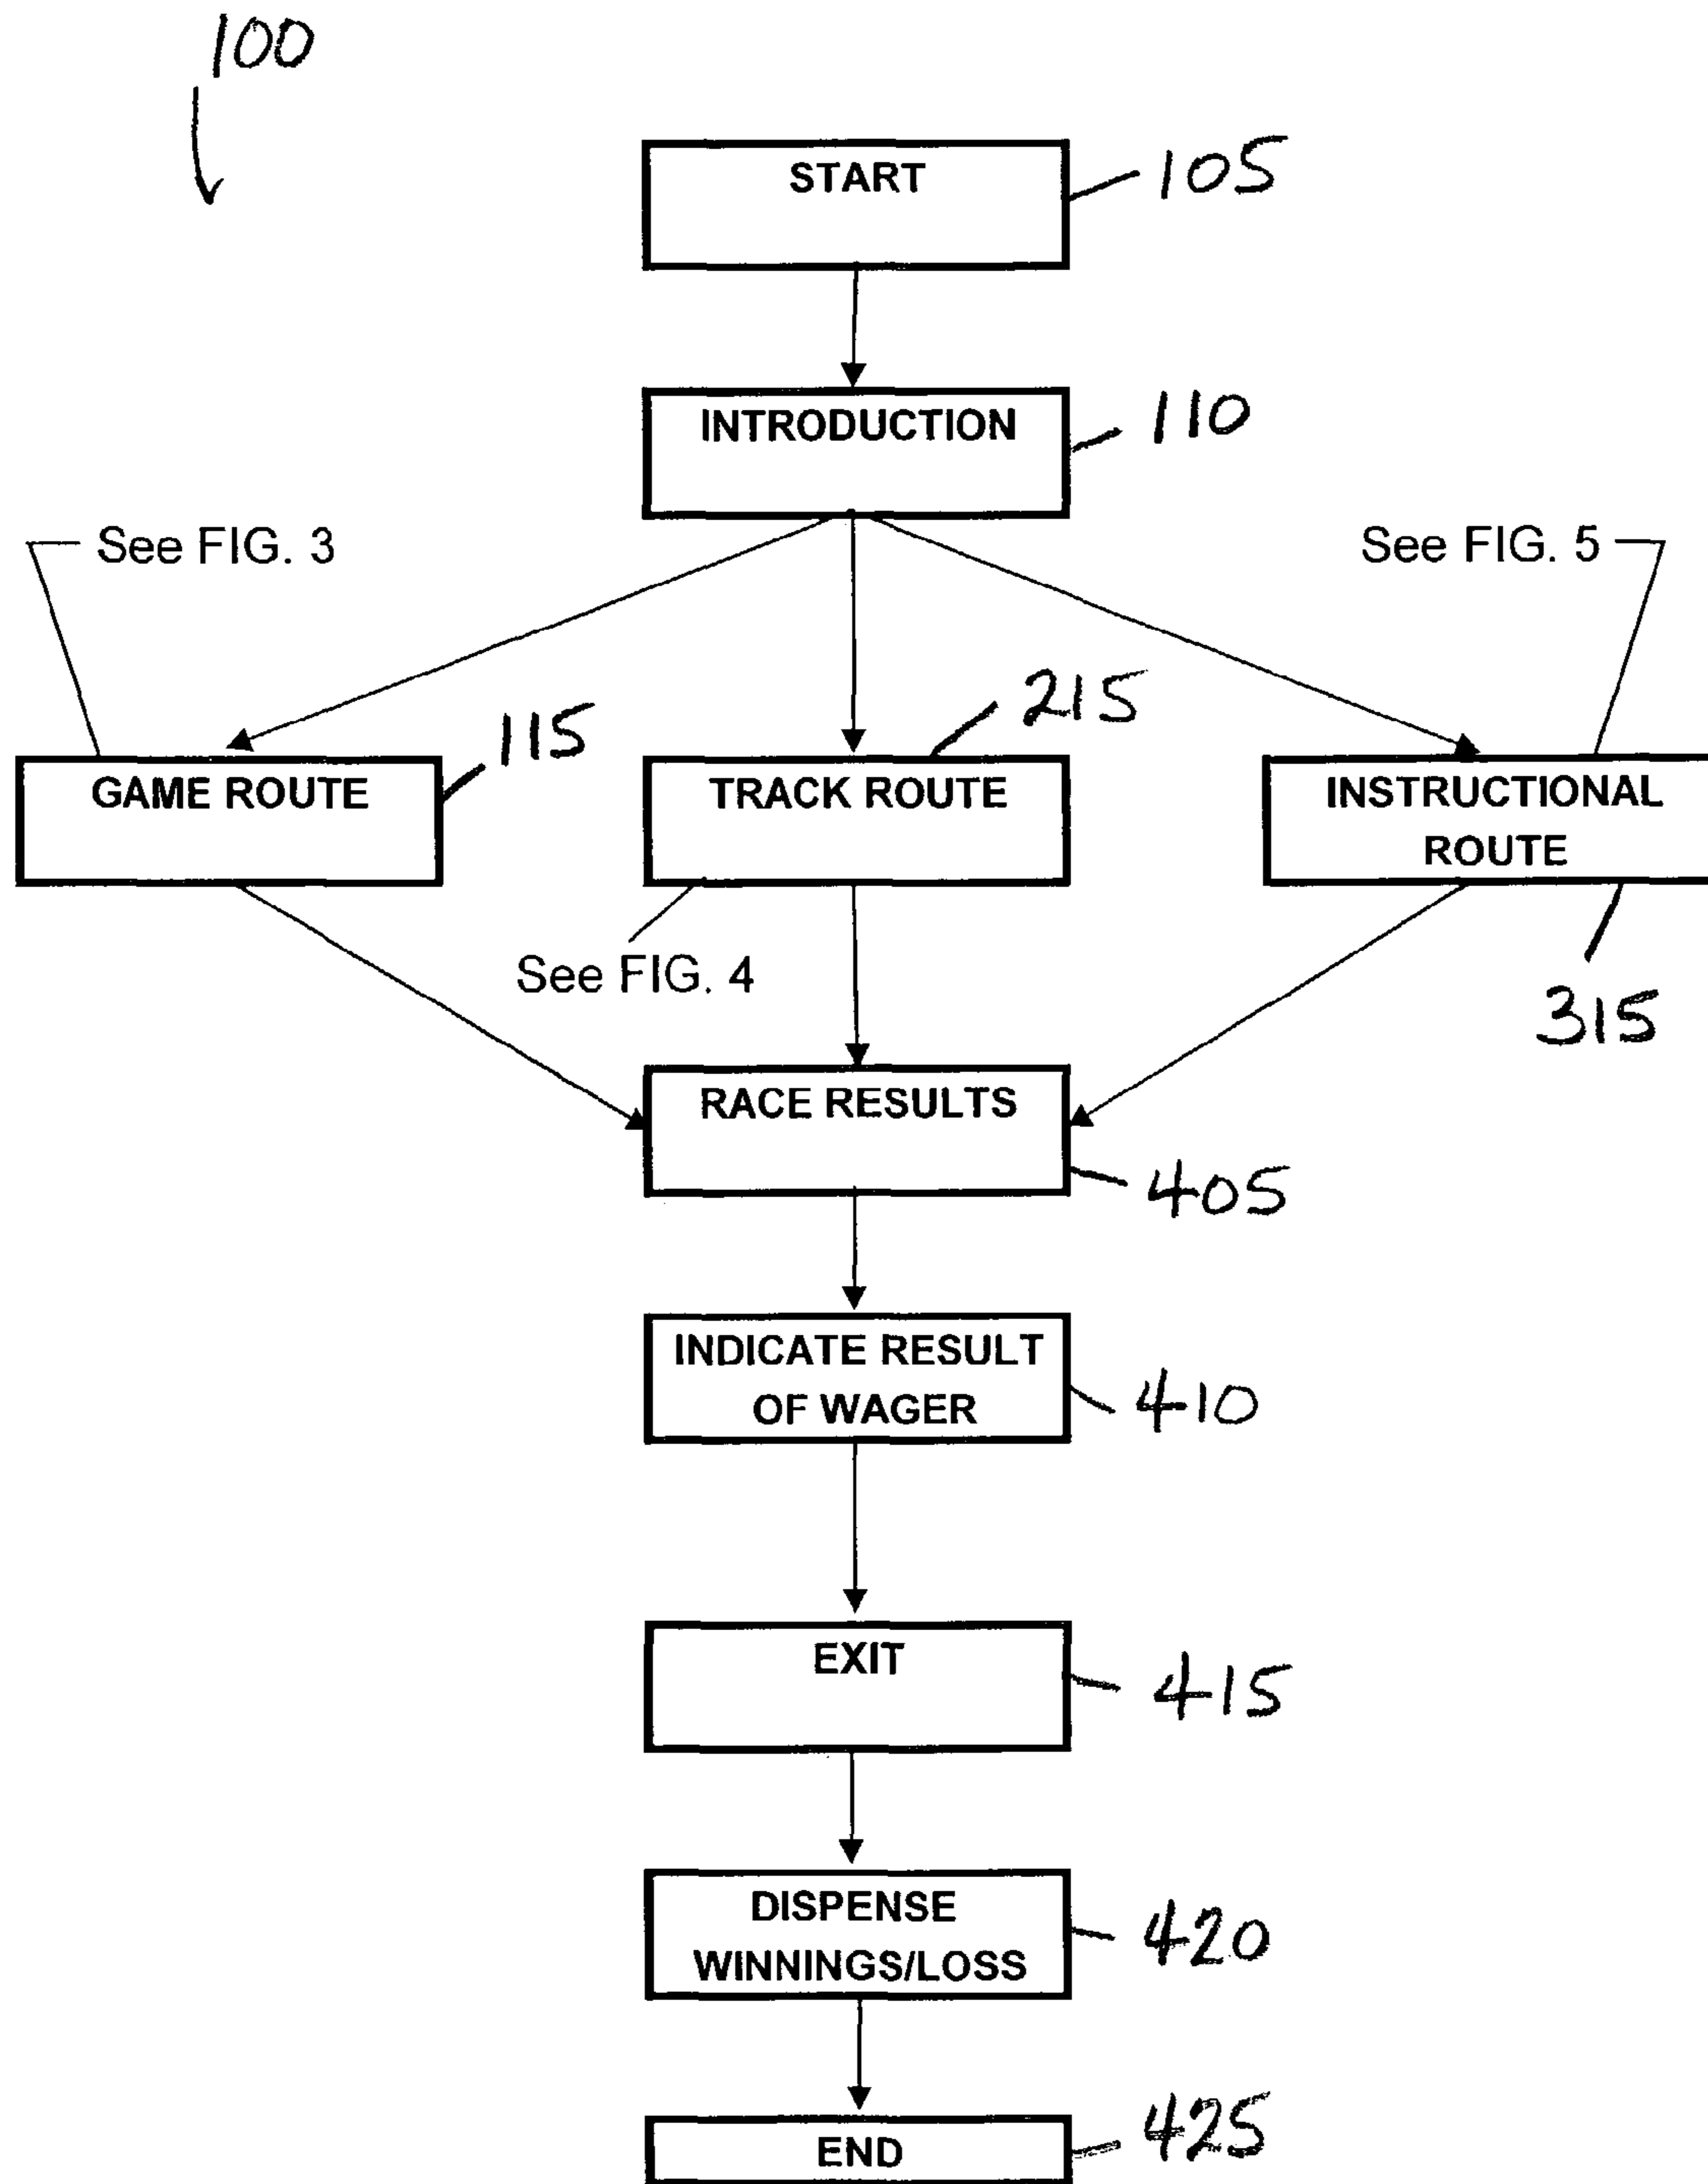 100
START
105
INTRODUCTION
110
See FIG. 3
See FIG. 5
GAME ROUTE
115
TRACK ROUTE
215
INSTRUCTIONAL
ROUTE
See FIG. 4
315
RACE RESULTS
405
INDICATE RESULT
OF WAGER
410
EXIT
415
DISPENSE
WINNINGS/LOSS
420
END
425